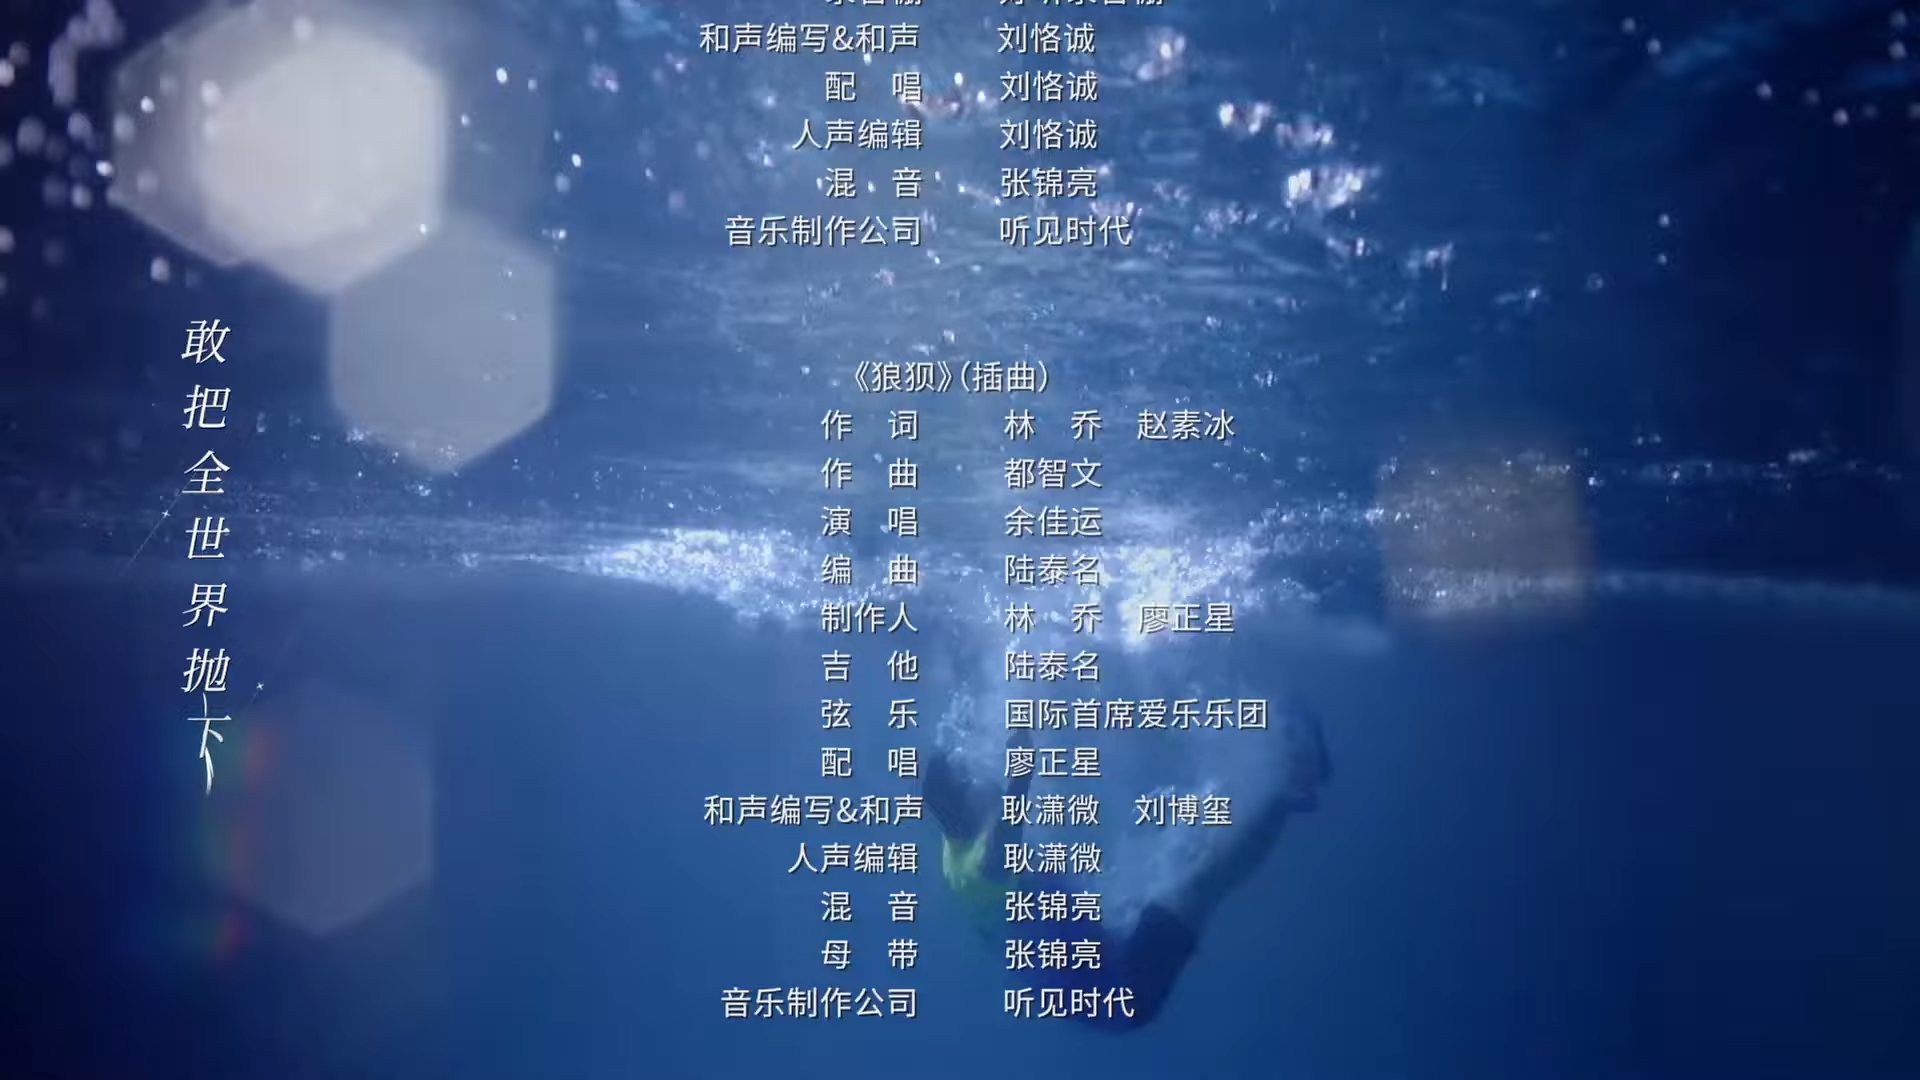 和声编写&和声 刘恪诚
配 唱 刘恪诚
人声编辑 刘恪诚
混 音 张锦亮
音乐制作公司 听见时代
敢把全世界抛下
《狼狈》(插曲)
作 词 林 乔 赵素冰
作 曲 都智文
演 唱 余佳运
编 曲 陆泰名
制作人 林 乔 廖正星
吉 他 陆泰名
弦 乐 国际首席爱乐乐团
配 唱 廖正星
和声编写&和声 耿潇微 刘博玺
人声编辑 耿潇微
混 音 张锦亮
母 带 张锦亮
音乐制作公司 听见时代